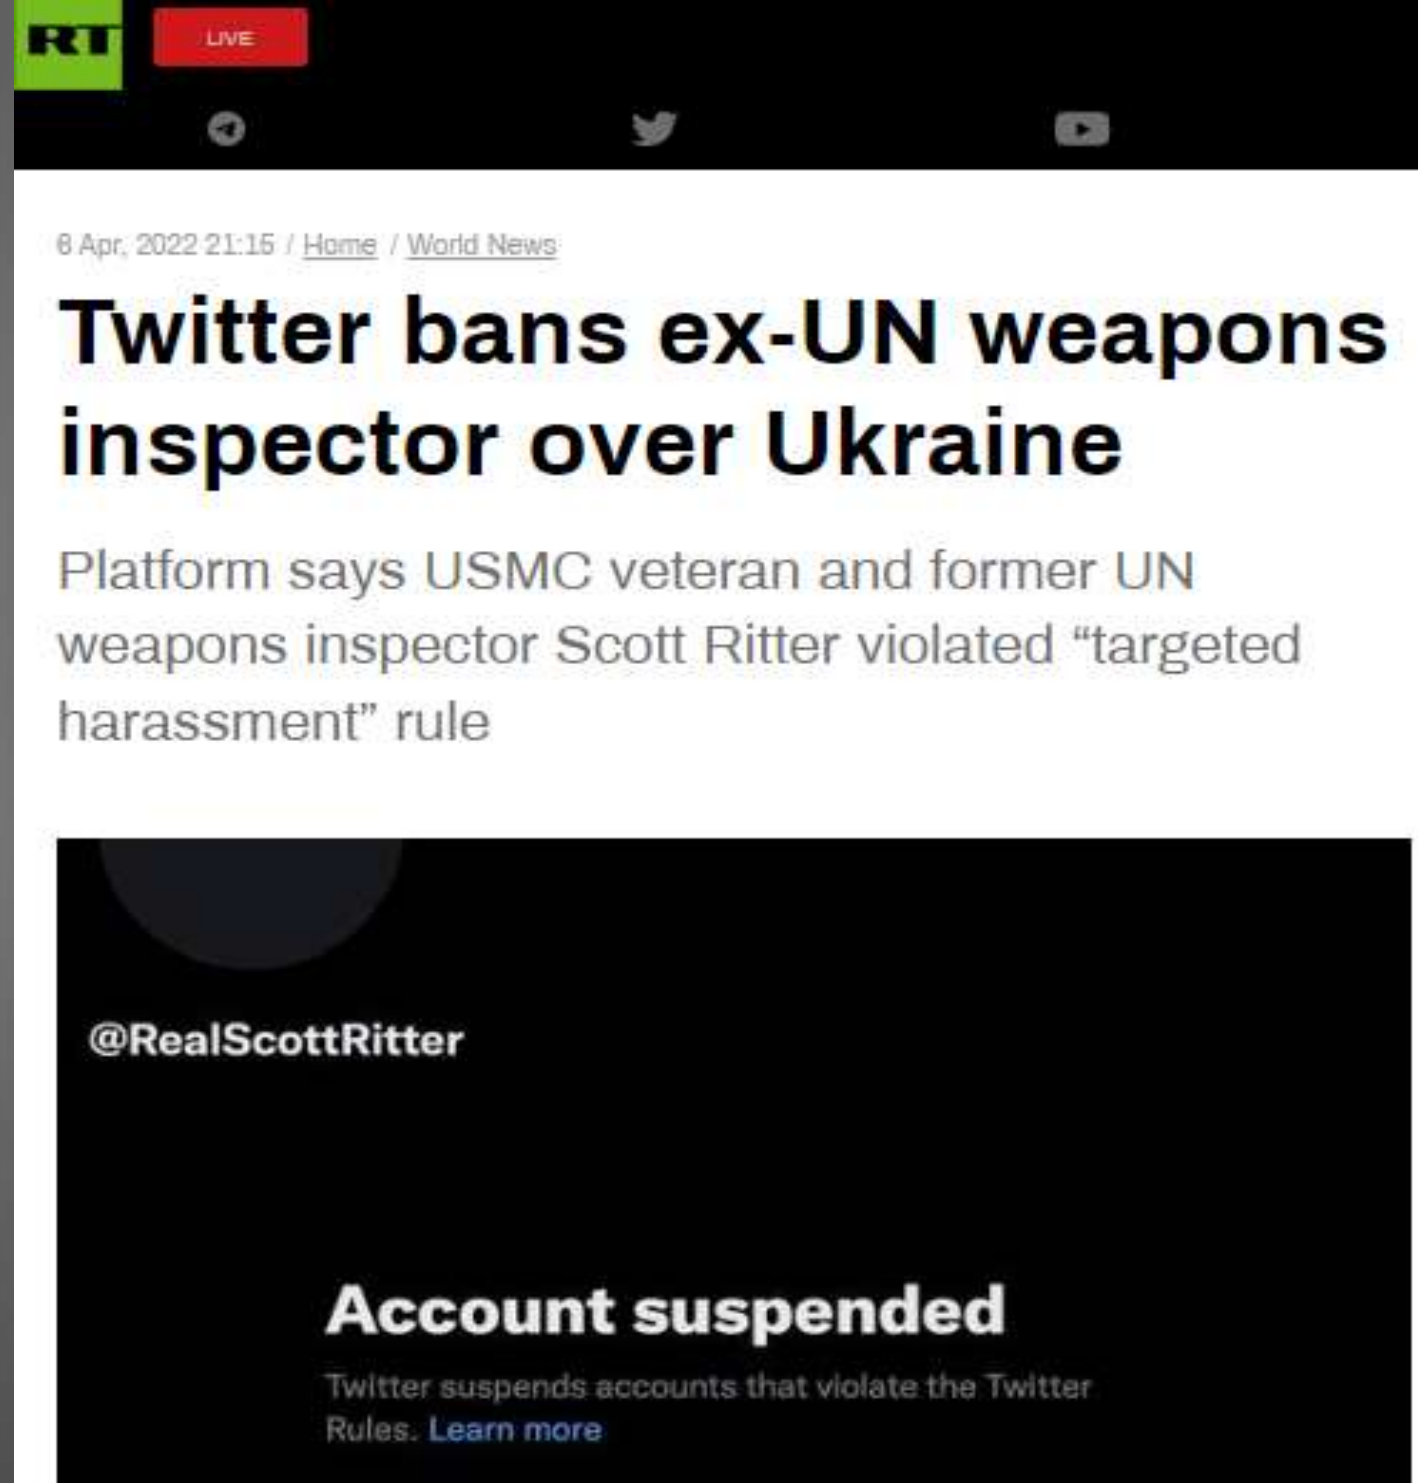 RT
LIVE
6 Apr, 2022 21:15 / Home / World News
Twitter bans ex-UN weapons
inspector over Ukraine
Platform says USMC veteran and former UN
weapons inspector Scott Ritter violated “targeted
harassment” rule
@RealScottRitter
Account suspended
Twitter suspends accounts that violate the Twitter
Rules. Learn more